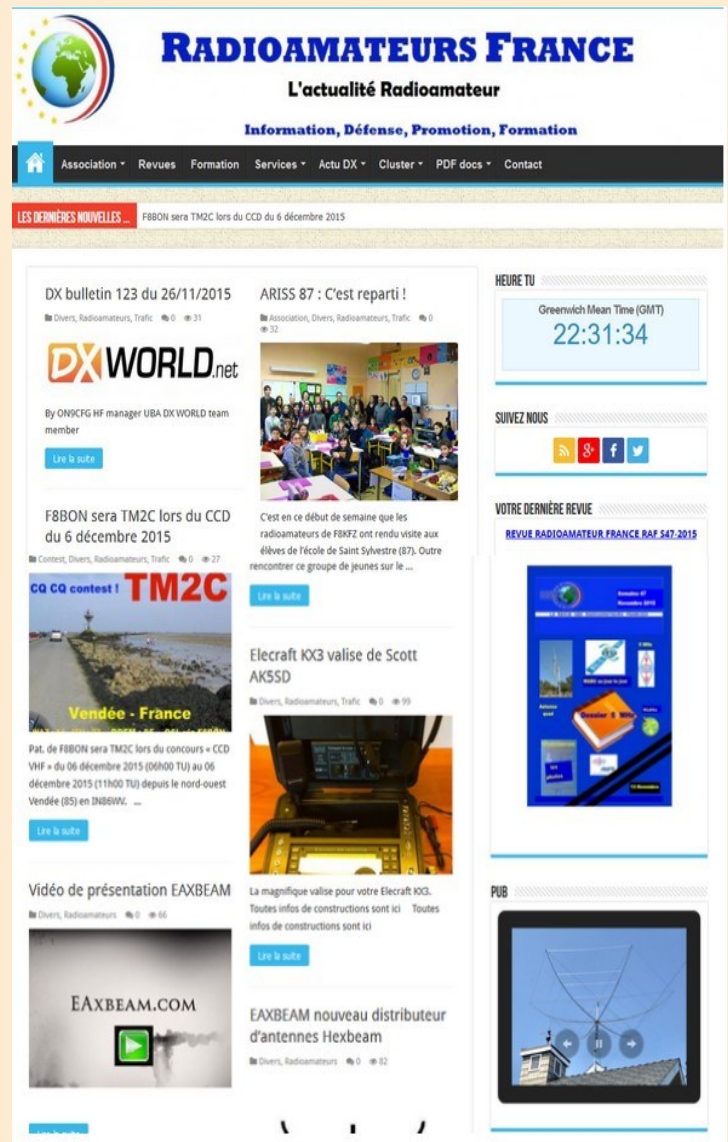 RADIOAMATEURS FRANCE
L'actualité Radioamateur
Information, Défense, Promotion, Formation
Association Revues Formation Services Actu DX Cluster PDF docs Contact
LES DERNIÈRES NOUVELLES ... F8BON sera TM2C lors du CCD du 6 décembre 2015
DX bulletin 123 du 26/11/2015
Divers, Radioamateurs, Trafic 0 31
DX WORLD.net
By ON9CFG HF manager UBA DX WORLD team
member
Lire la suite
F8BON sera TM2C lors du CCD
du 6 décembre 2015
Contest, Divers, Radioamateurs, Trafic 0 27
CQ CQ contest ! TM2C
Vendée - France
Pat. de F8BON sera TM2C lors du concours « CCD
VHF » du 06 décembre 2015 (06h00 TU) au 06
décembre 2015 (11h00 TU) depuis le nord-ouest
Vendée (85) en IN86WV. ...
Lire la suite
Vidéo de présentation EAXBEAM
Divers, Radioamateurs 0 66
EAXBEAM.COM
Lire la suite
ARISS 87 : C'est reparti !
Association, Divers, Radioamateurs, Trafic 0
32
C'est en ce début de semaine que les
radioamateurs de F8KFZ ont rendu visite aux
élèves de l'école de Saint Sylvestre (87). Outre
rencontrer ce groupe de jeunes sur le ...
Lire la suite
Elecraft KX3 valise de Scott
AK5SD
Divers, Radioamateurs, Trafic 0 99
La magnifique valise pour votre Elecraft KX3.
Toutes infos de constructions sont ici Toutes
infos de constructions sont ici
Lire la suite
EAXBEAM nouveau distributeur
d'antennes Hexbeam
Divers, Radioamateurs 0 82
HEURE TU
Greenwich Mean Time (GMT)
22:31:34
SUIVEZ NOUS
VOTRE DERNIÈRE REVUE
REVUE RADIOAMATEUR FRANCE RAF S47-2015
Semaine 47
Novembre 2015
Dossier 5 MHz
PUB